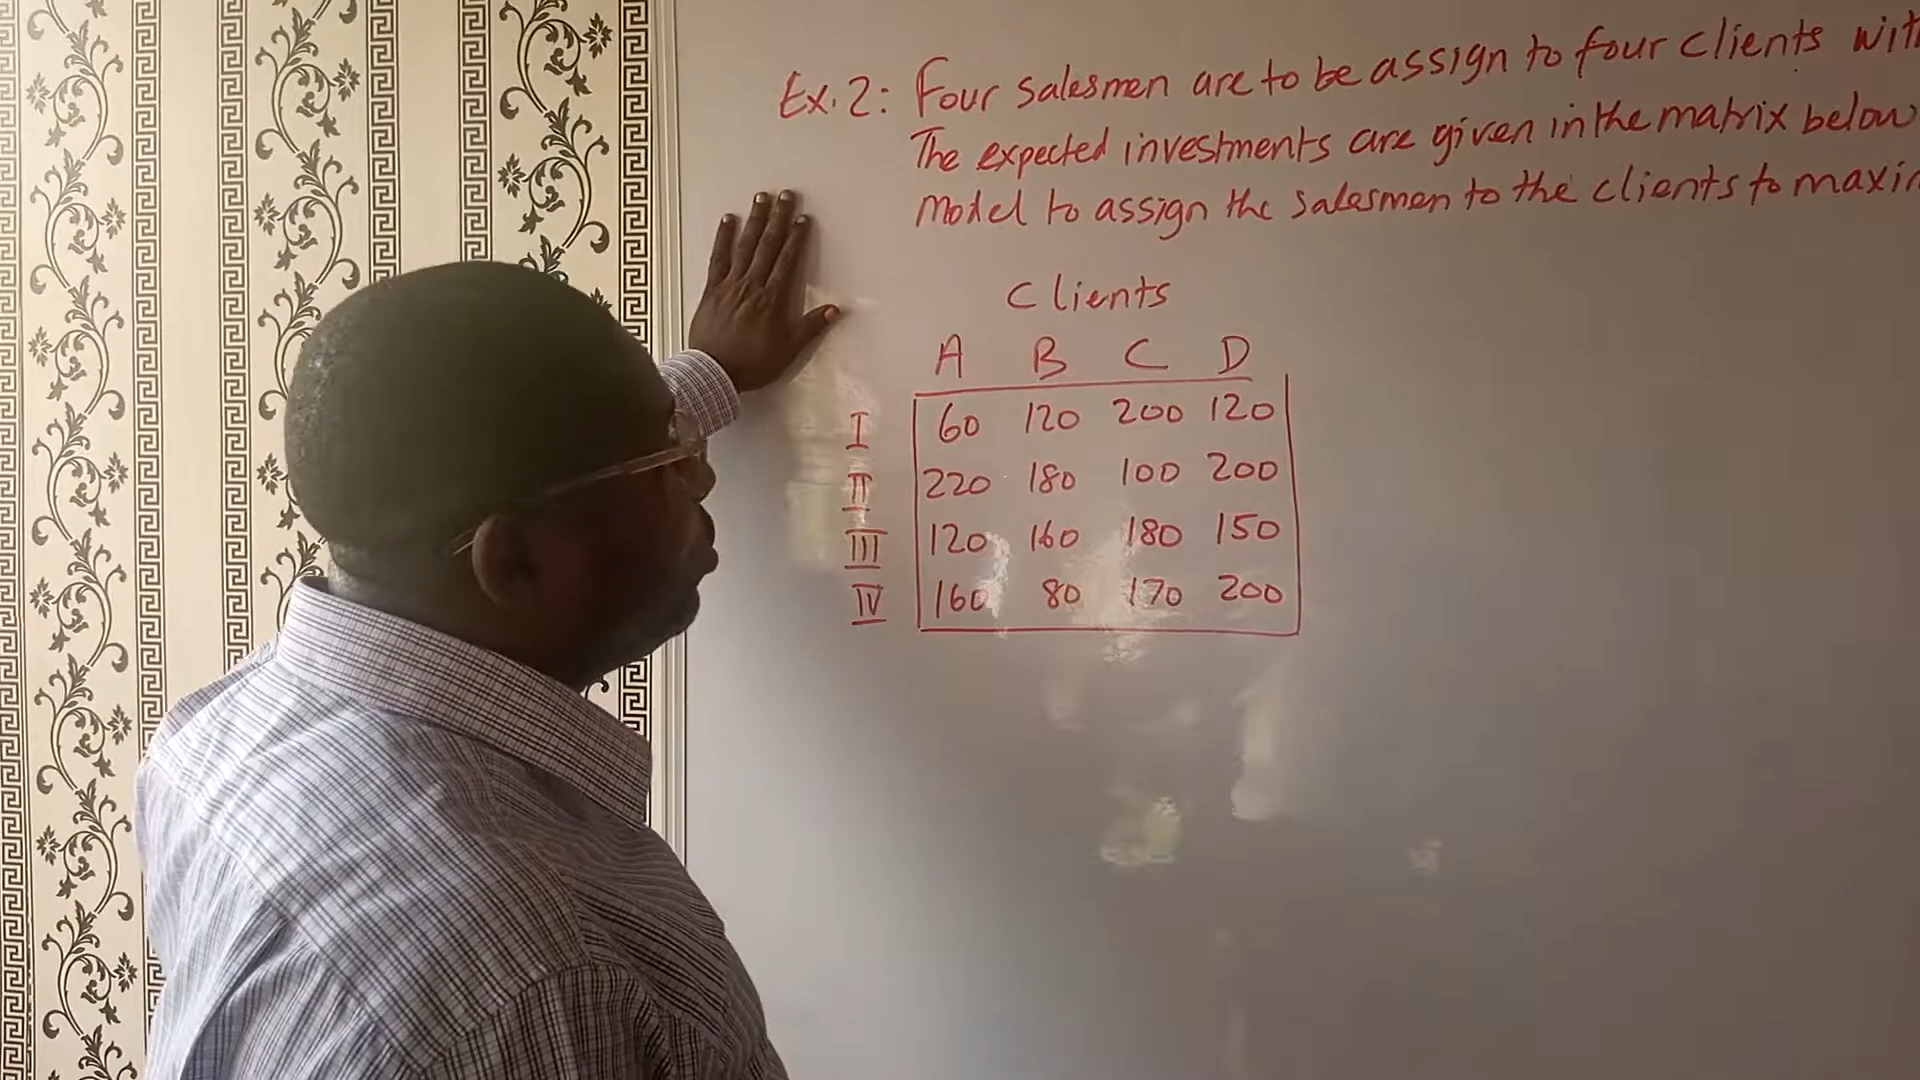 Ex. 2: Four salesmen are to be assign to four clients
The expected investments are given in the matrix below
model to assign the salesmen to the clients to
Clients
A B C D
I 60 120 200 120
II 220 180 100 200
III 120 160 180 150
IV 160 80 170 200